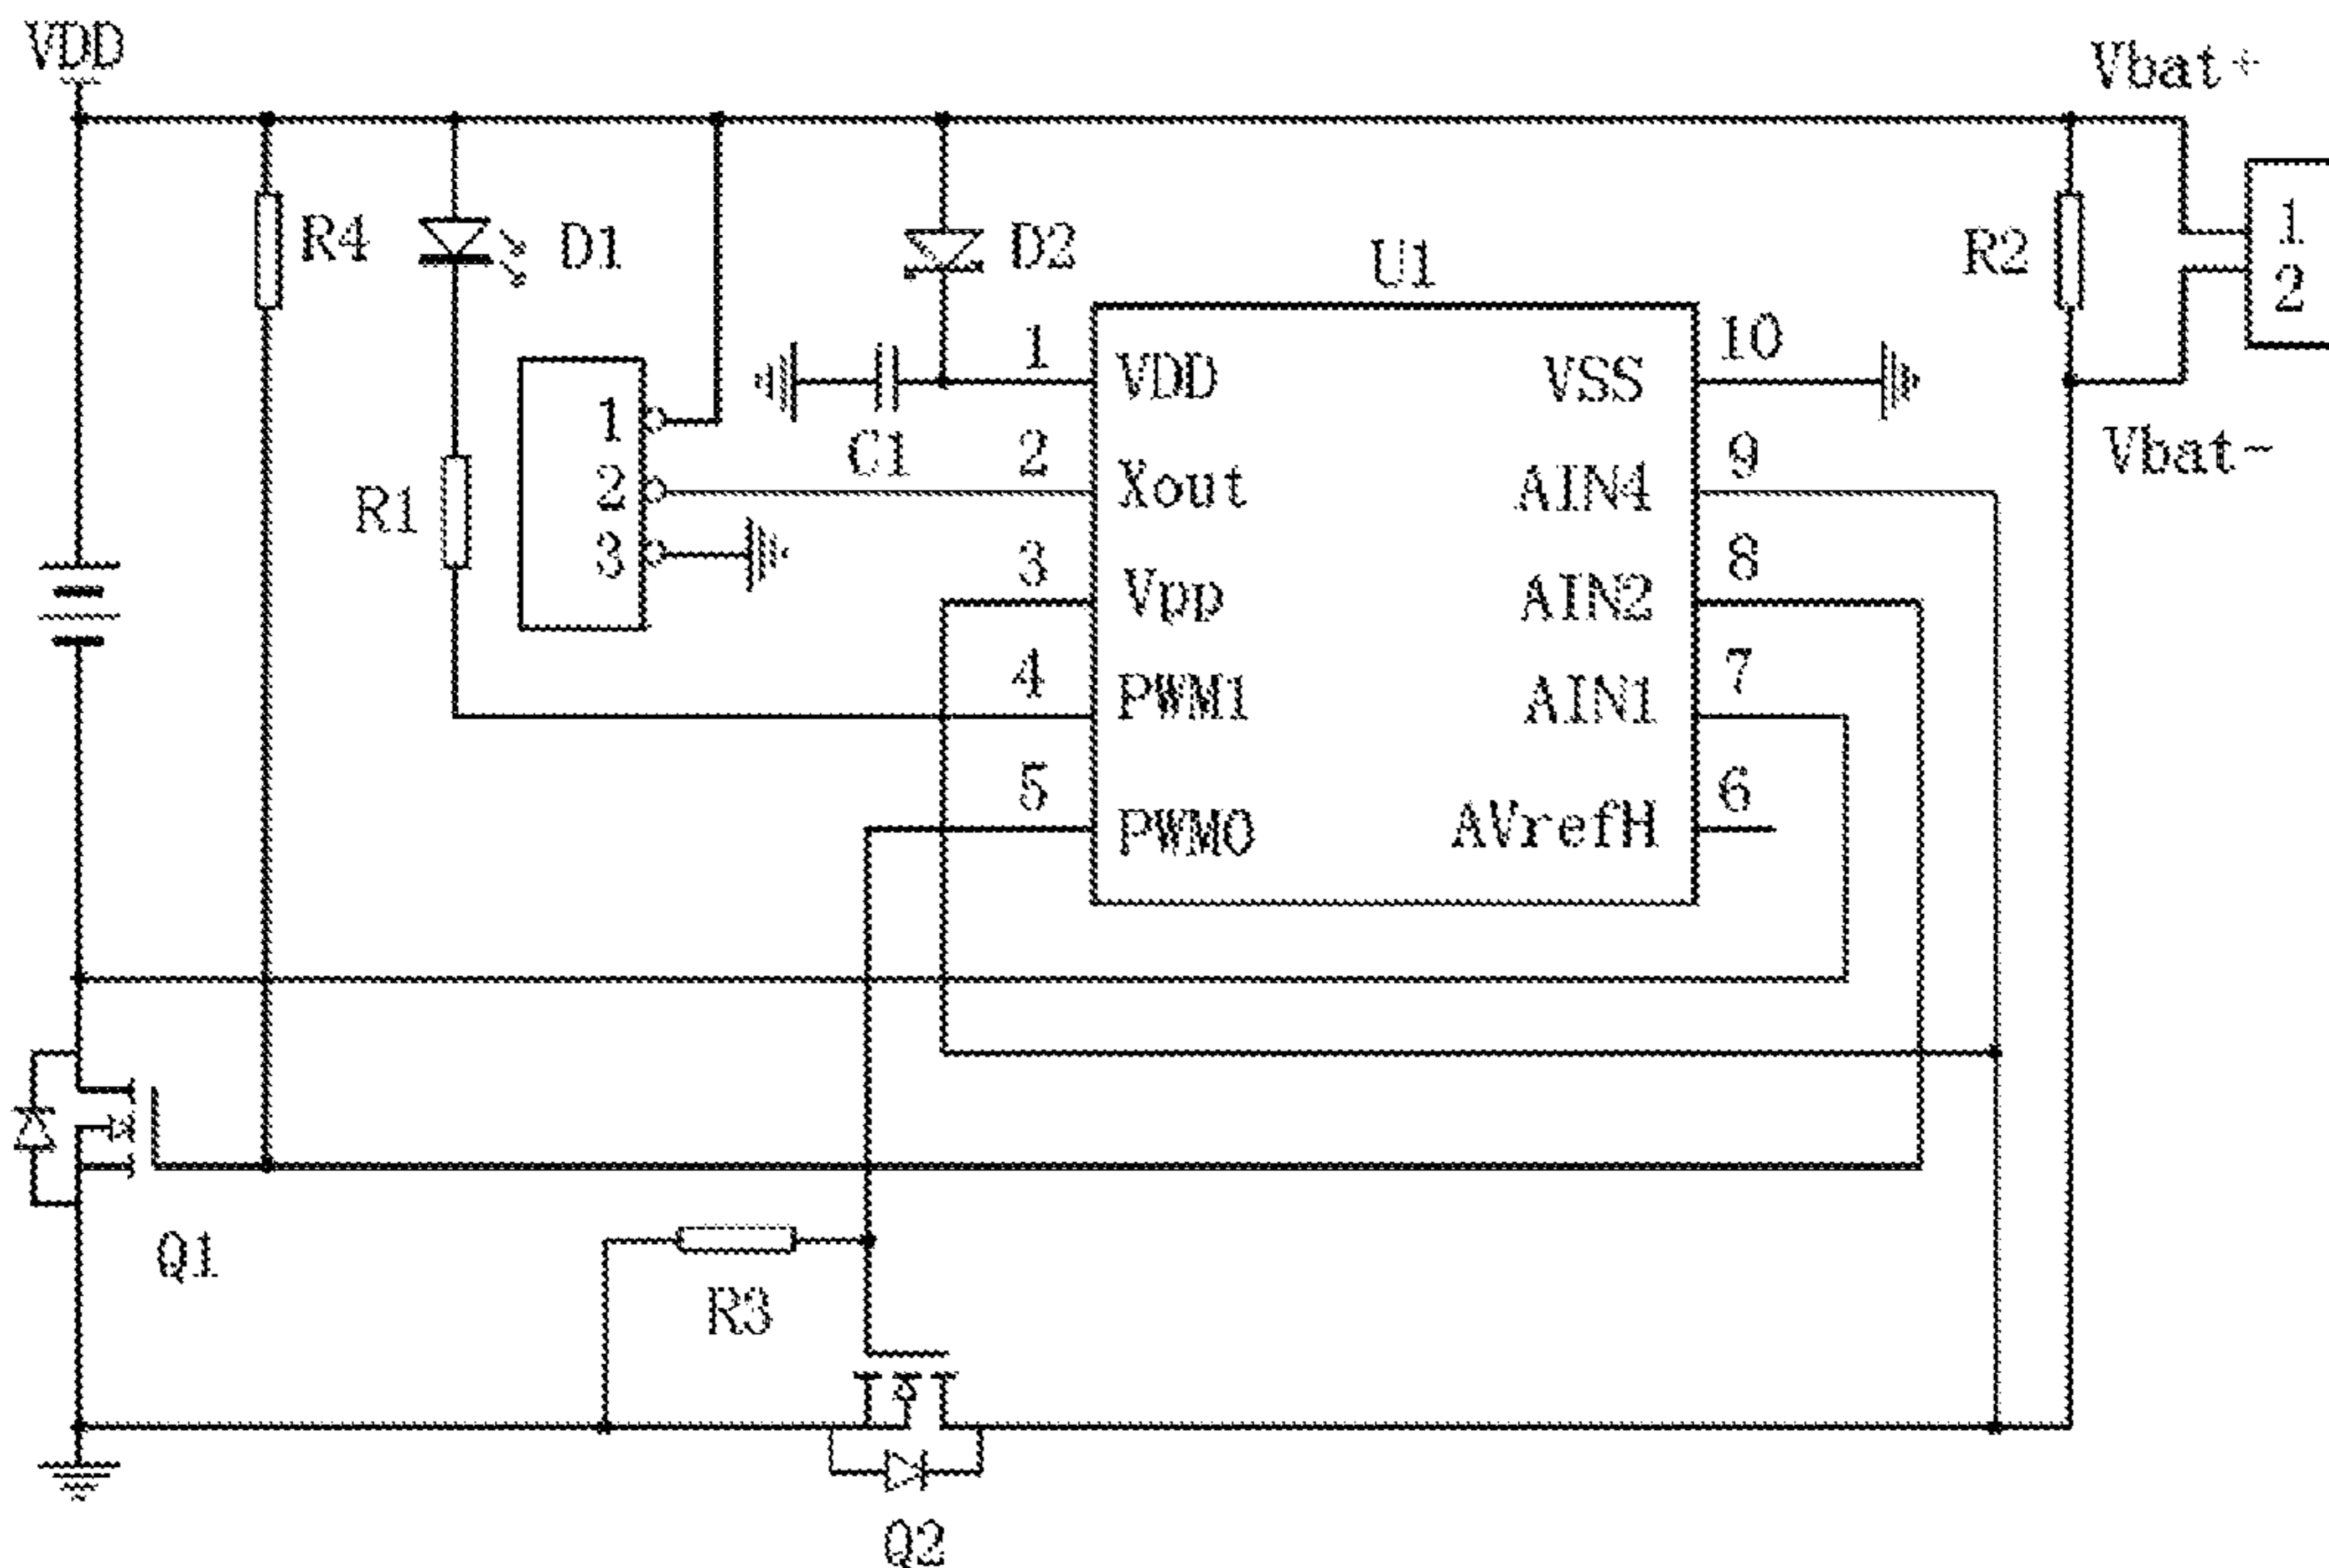 VDD
Vbat+
R4
D1
D2
U1
R2
1
2
1
VDD
VSS
10
1
2
3
C1
2
Xout
AIN4
9
Vbat-
R1
3
Vpp
AIN2
8
4
PWM1
AIN1
7
5
PWM0
AVrefH
6
Q1
R3
Q2